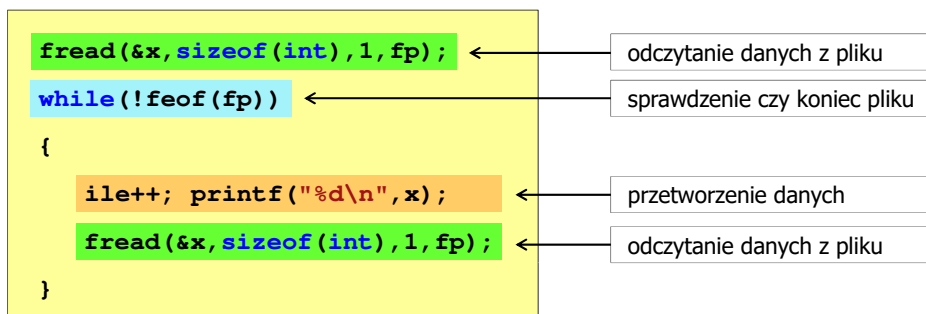 fread(&x,sizeof(int),1,fp); odczytanie danych z pliku
while(!feof(fp)) sprawdzenie czy koniec pliku
{
ile++; printf("%d\n",x); przetworzenie danych
fread(&x,sizeof(int),1,fp); odczytanie danych z pliku
}